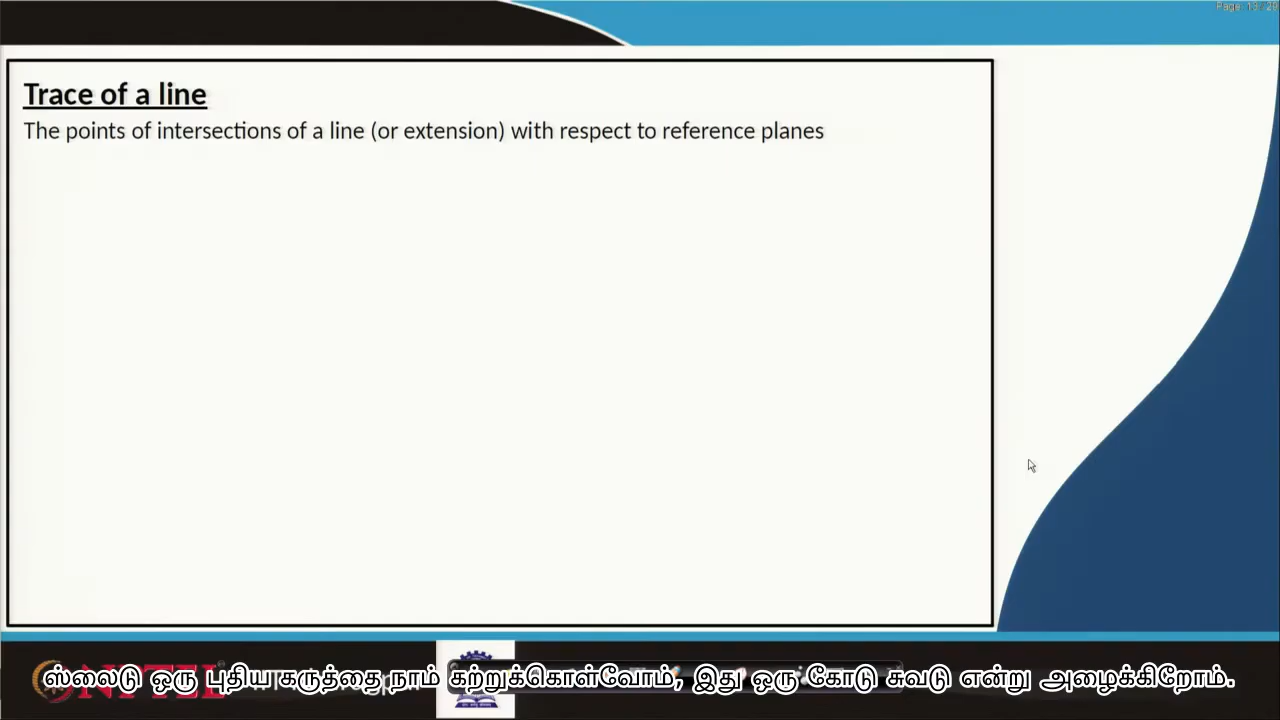 Trace of a line
The points of intersections of a line (or extension) with respect to reference planes
ஸ்லைடு ஒரு புதிய கருத்தை நாம் கற்றுக்கொள்வோம், இது ஒரு கோடு சுவடு என்று அழைக்கிறோம்.